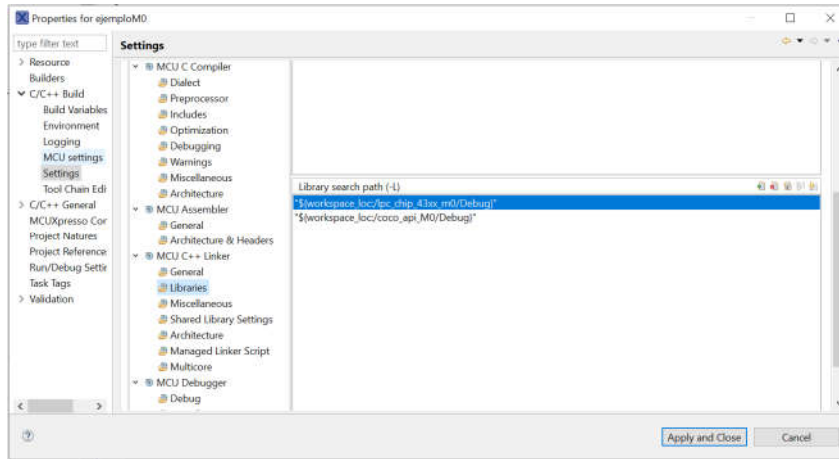 Properties for ejemploM0
type filter text
Resource
Builders
C/C++ Build
Build Variables
Environment
Logging
MCU settings
Settings
Tool Chain Edi
C/C++ General
MCUXpresso Cor
Project Natures
Project Reference
Run/Debug Settir
Task Tags
Validation
Settings
MCU C Compiler
Dialect
Preprocessor
Includes
Optimization
Debugging
Warnings
Miscellaneous
Architecture
MCU Assembler
General
Architecture & Headers
MCU C++ Linker
General
Libraries
Miscellaneous
Shared Library Settings
Architecture
Managed Linker Script
Multicore
MCU Debugger
Debug
Library search path (-L)
"${workspace_loc:/lpc_chip_43xx_m0/Debug}"
"${workspace_loc:/coco_api_M0/Debug}"
Apply and Close
Cancel